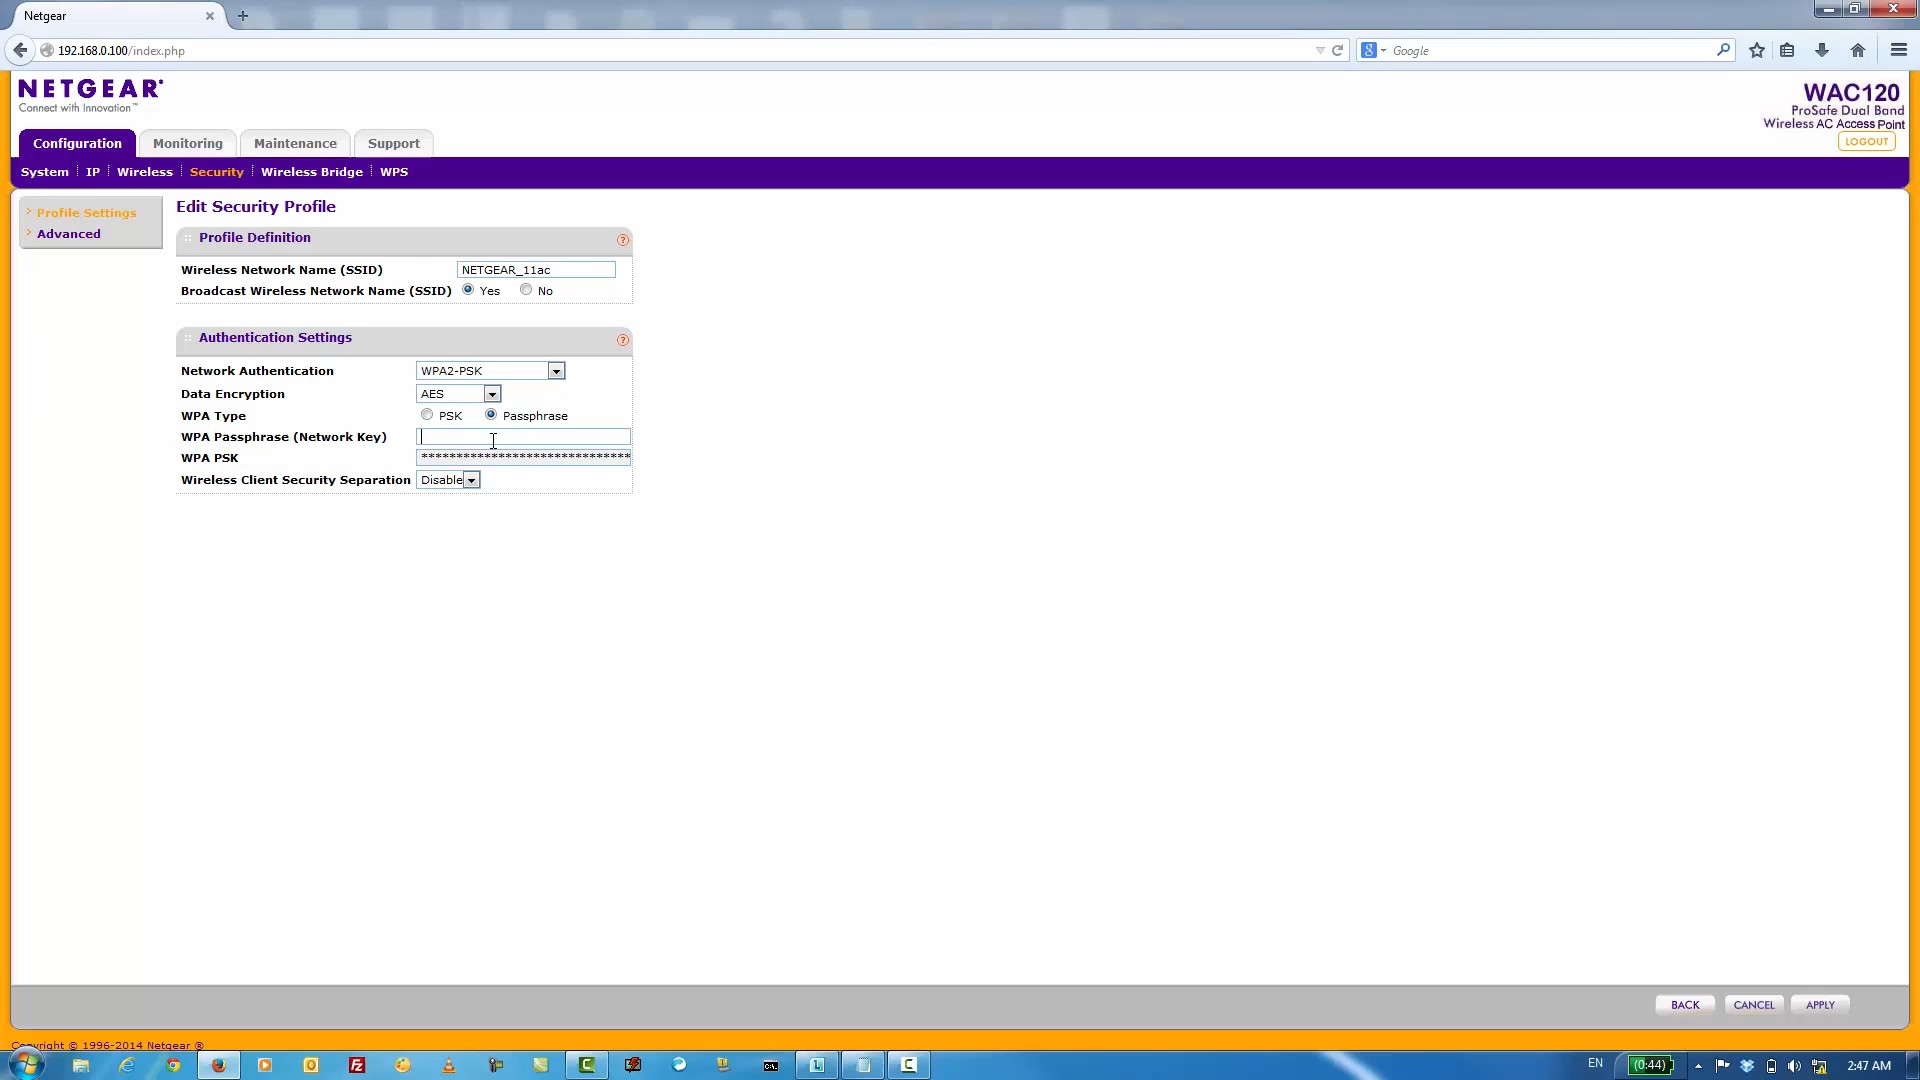 Netgear
192.168.0.100/index.php
Google
NETGEAR
Connect with Innovation™
WAC120
ProSafe Dual Band
Wireless AC Access Point
LOGOUT
Configuration Monitoring Maintenance Support
System IP Wireless Security Wireless Bridge WPS
Profile Settings
Advanced
Edit Security Profile
Profile Definition
Wireless Network Name (SSID) NETGEAR_11ac
Broadcast Wireless Network Name (SSID) Yes No
Authentication Settings
Network Authentication WPA2-PSK
Data Encryption AES
WPA Type PSK Passphrase
WPA Passphrase (Network Key)
WPA PSK ******************************
Wireless Client Security Separation Disable
BACK CANCEL APPLY
Copyright © 1996-2014 Netgear ®
EN (0:44) 2:47 AM